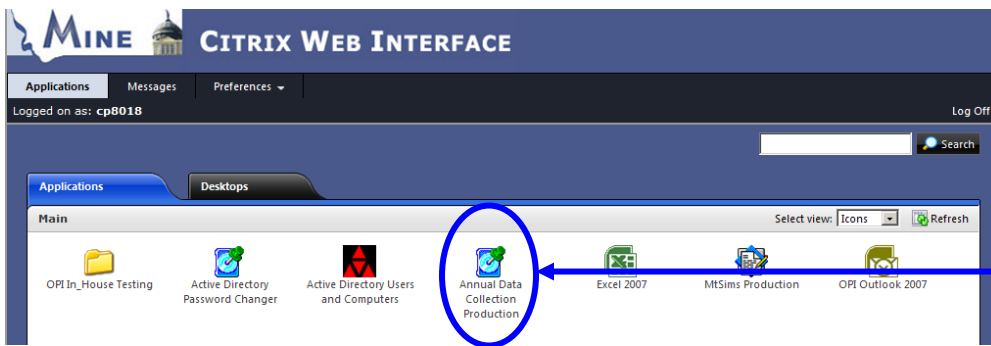 MINE CITRIX WEB INTERFACE
Applications Messages Preferences
Logged on as: cp8018 Log Off
Search
Applications Desktops
Main Select view: Icons Refresh
OPI In_House Testing Active Directory Active Directory Users Annual Data Excel 2007 MtSims Production OPI Outlook 2007
Password Changer and Computers Collection
Production